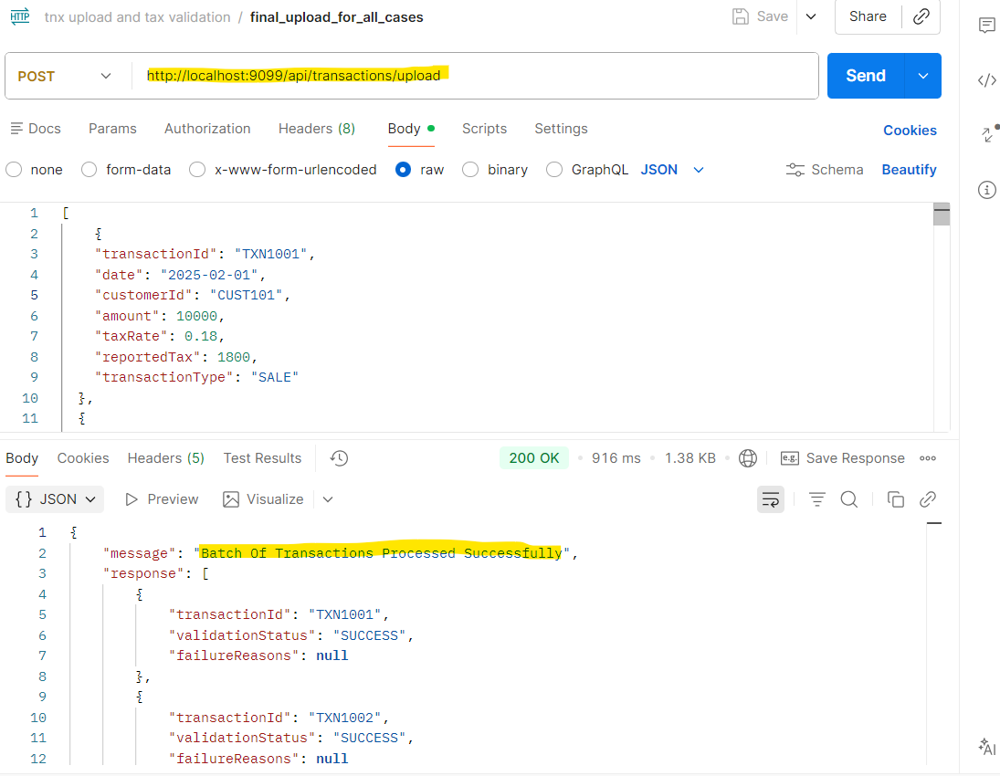 HTTP tnx upload and tax validation / final_upload_for_all_cases Save Share
POST http://localhost:9099/api/transactions/upload Send
Docs Params Authorization Headers (8) Body Scripts Settings Cookies
none form-data x-www-form-urlencoded raw binary GraphQL JSON Schema Beautify
1 [
2 {
3 "transactionId": "TXN1001",
4 "date": "2025-02-01",
5 "customerId": "CUST101",
6 "amount": 10000,
7 "taxRate": 0.18,
8 "reportedTax": 1800,
9 "transactionType": "SALE"
10 },
11 {
Body Cookies Headers (5) Test Results 200 OK 916 ms 1.38 KB e.g. Save Response
{} JSON Preview Visualize
1 {
2 "message": "Batch Of Transactions Processed Successfully",
3 "response": [
4 {
5 "transactionId": "TXN1001",
6 "validationStatus": "SUCCESS",
7 "failureReasons": null
8 },
9 {
10 "transactionId": "TXN1002",
11 "validationStatus": "SUCCESS",
12 "failureReasons": null
AI